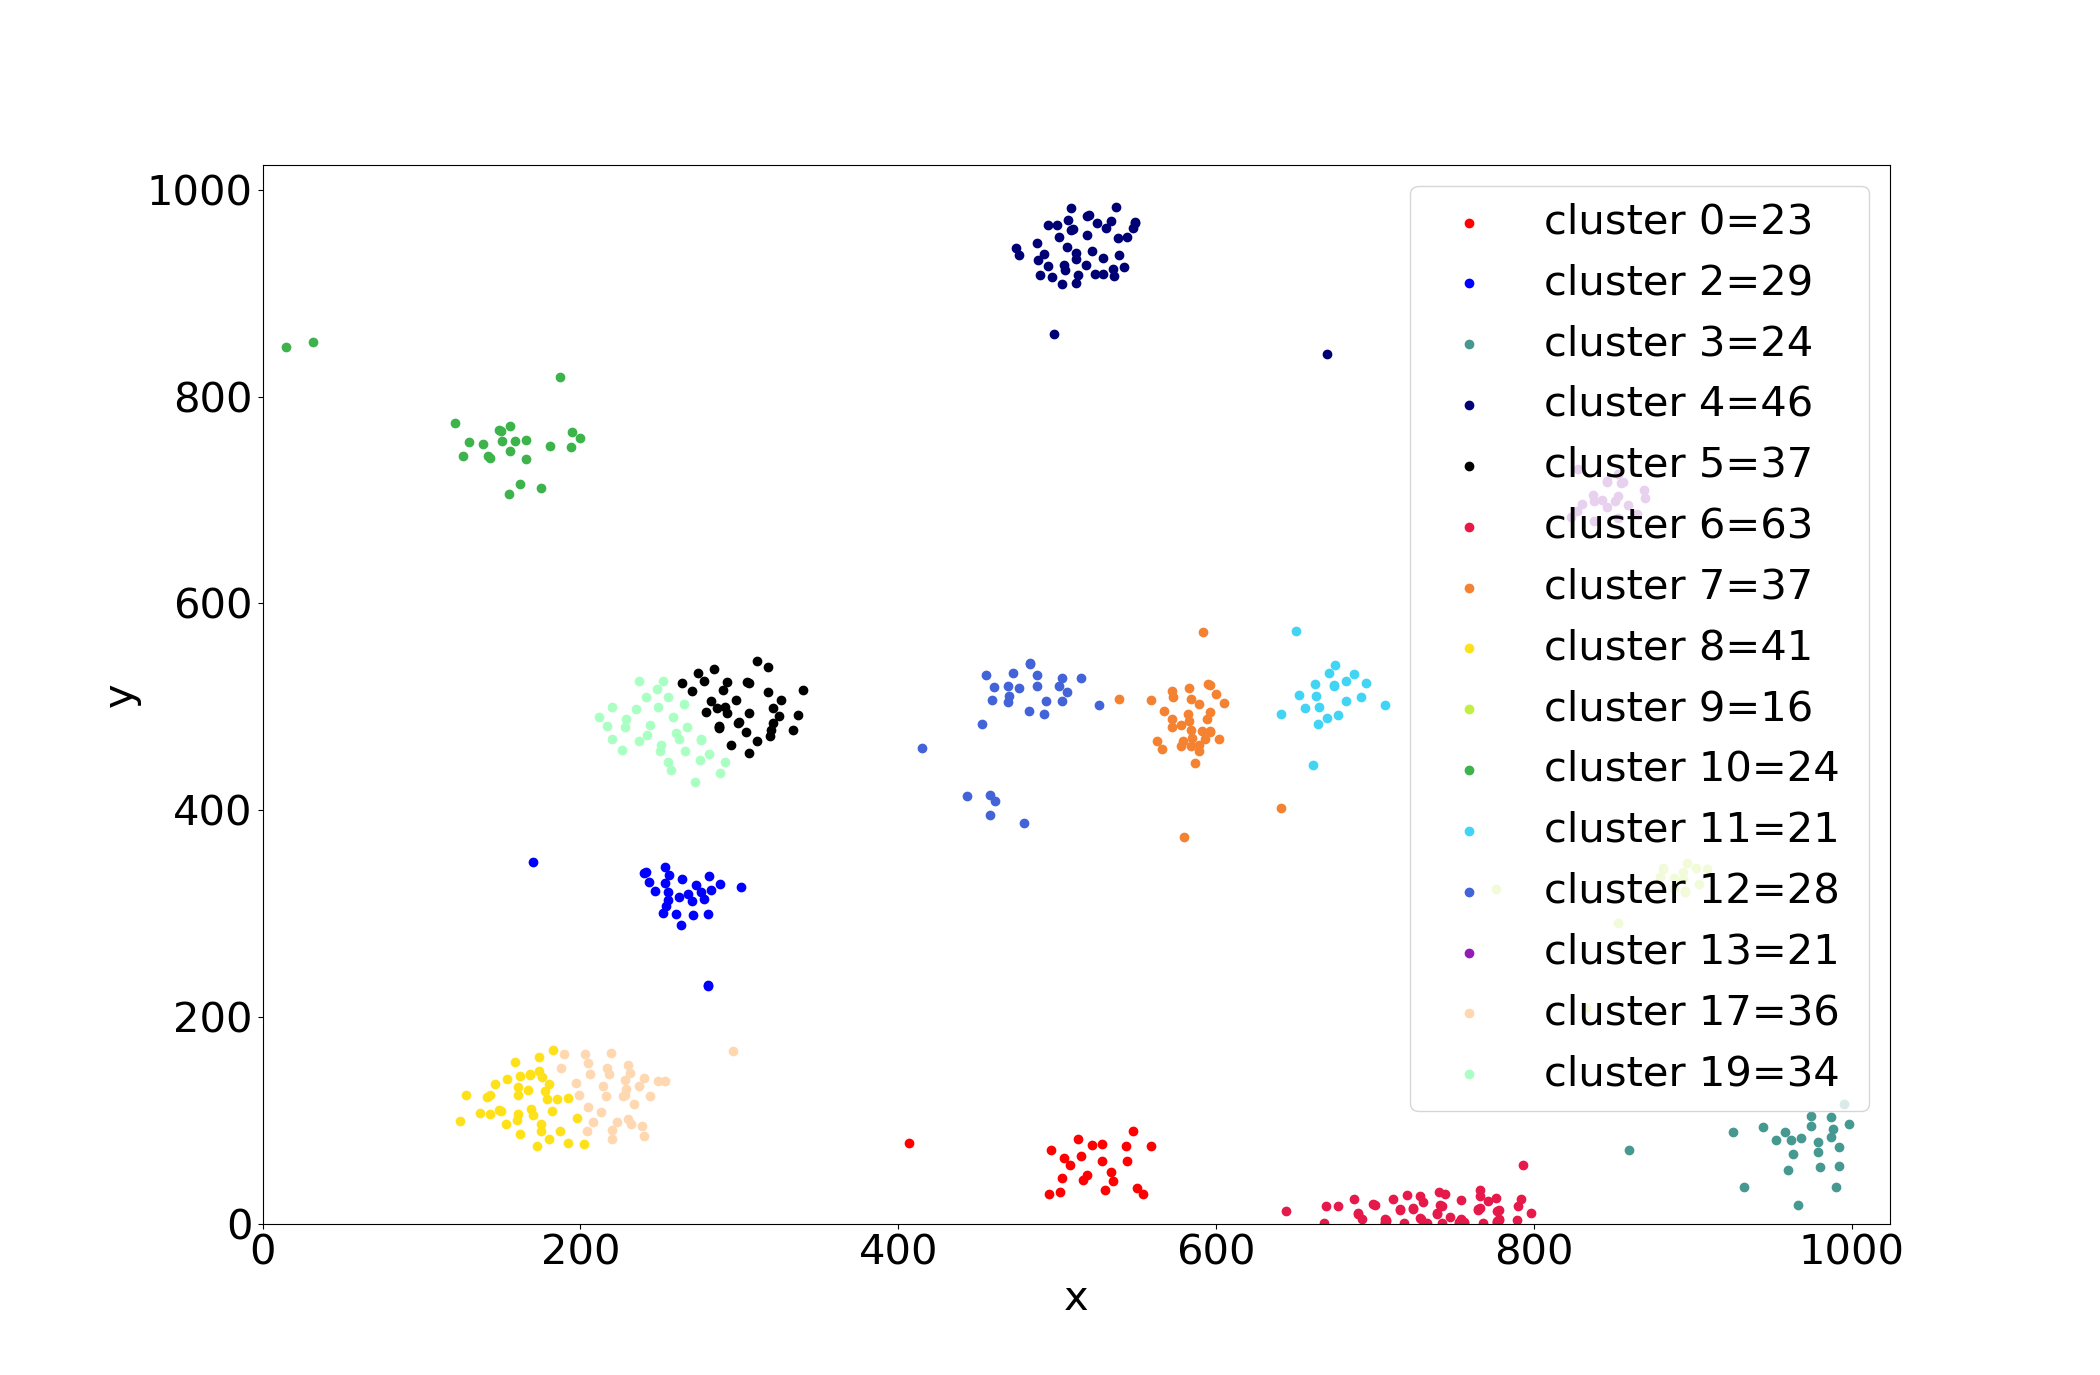 1000
800
600
400
200
0
y
0 200 400 600 800 1000
x
cluster 0=23
cluster 2=29
cluster 3=24
cluster 4=46
cluster 5=37
cluster 6=63
cluster 7=37
cluster 8=41
cluster 9=16
cluster 10=24
cluster 11=21
cluster 12=28
cluster 13=21
cluster 17=36
cluster 19=34